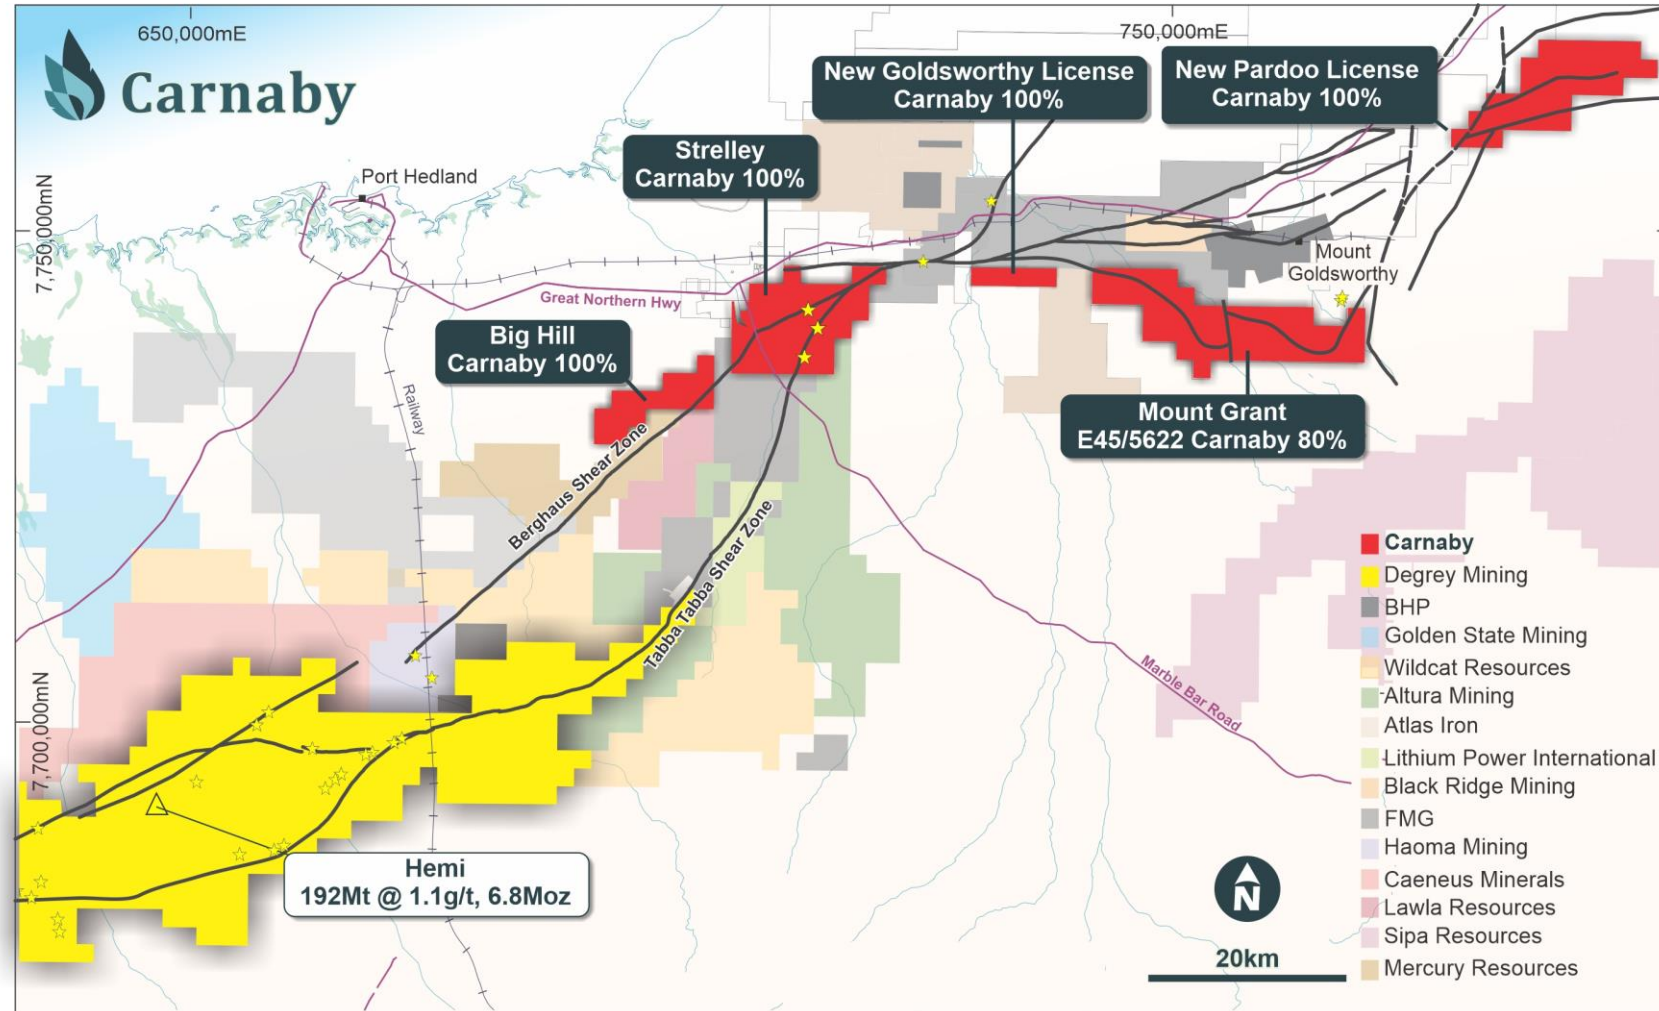 650,000mE
750,000mE
Carnaby
New Goldsworthy License
Carnaby 100%
New Pardoo License
Carnaby 100%
Strelley
Carnaby 100%
Port Hedland
7,750,000mN
Mount
Goldsworthy
Great Northern Hwy
Big Hill
Carnaby 100%
Railway
Mount Grant
E45/5622 Carnaby 80%
Berghaus Shear Zone
Tabba Tabba Shear Zone
Marble Bar Road
7,700,000mN
Hemi
192Mt @ 1.1g/t, 6.8Moz
Carnaby
Degrey Mining
BHP
Golden State Mining
Wildcat Resources
Altura Mining
Atlas Iron
Lithium Power International
Black Ridge Mining
FMG
Haoma Mining
Caeneus Minerals
Lawla Resources
Sipa Resources
Mercury Resources
N
20km